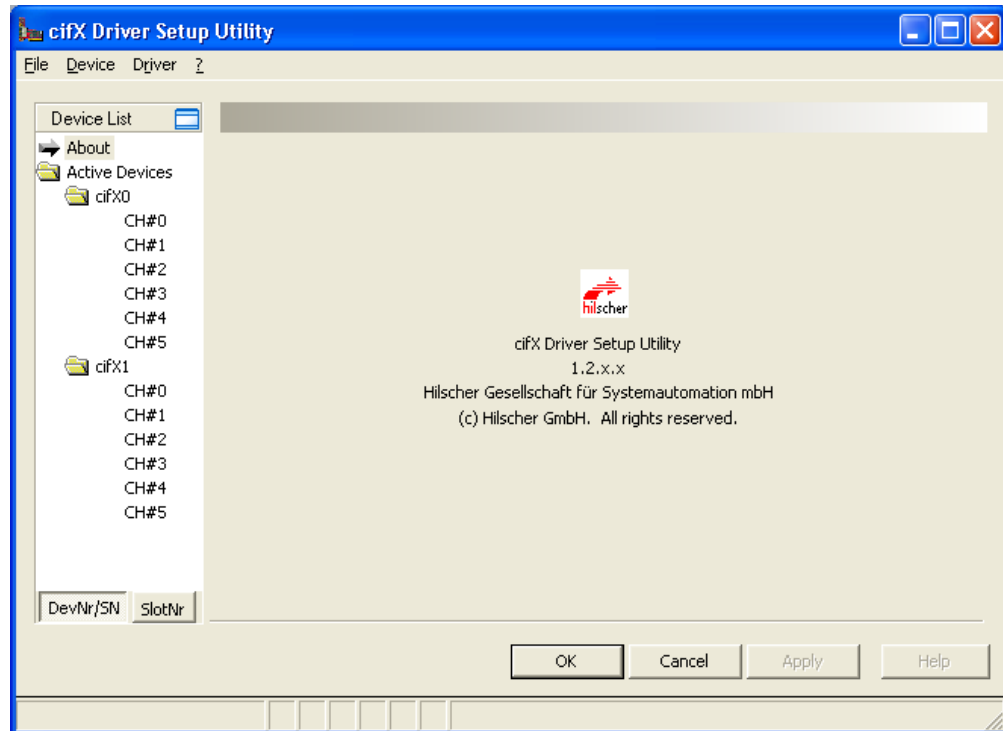 cifX Driver Setup Utility
File Device Driver ?
Device List
About
Active Devices
cifX0
CH#0
CH#1
CH#2
CH#3
CH#4
CH#5
cifX1
CH#0
CH#1
CH#2
CH#3
CH#4
CH#5
DevNr/SN SlotNr
hilscher
cifX Driver Setup Utility
1.2.x.x
Hilscher Gesellschaft für Systemautomation mbH
(c) Hilscher GmbH. All rights reserved.
OK Cancel Apply Help